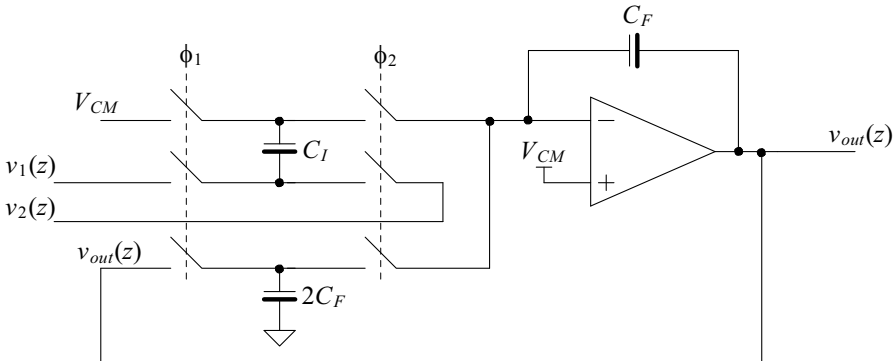 C_F
ϕ₁
ϕ₂
V_CM
C_I
v₁(z)
v₂(z)
v_out(z)
2C_F
V_CM
−
+
v_out(z)